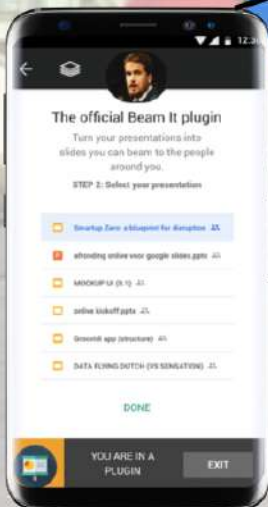 12:30
The official Beam It plugin
Turn your presentations into
slides you can beam to the people
around you.
STEP 2: Select your presentation
Smartup Zero: a blueprint for disruption
afronding online voor google slides.pptx
MOCKUP UI (0.1)
online kickoff.pptx
app (structure)
DATA FLYING DUTCH (VS SENSATION)
DONE
YOU ARE IN A
PLUGIN
EXIT